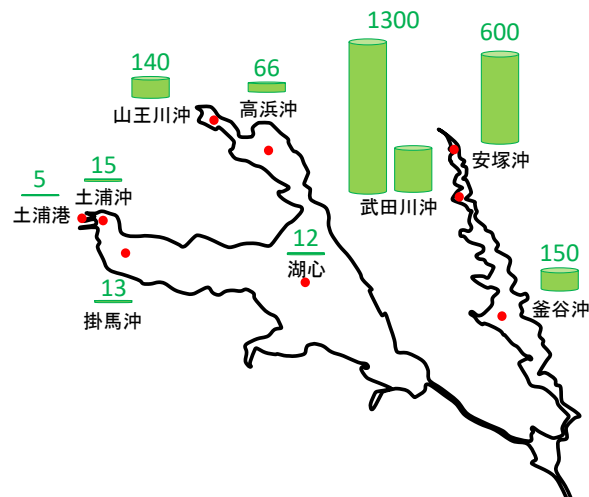 1300
600
140
66
山王川沖
高浜沖
安塚沖
武田川沖
5
15
土浦港
土浦沖
12
湖心
150
釜谷沖
13
掛馬沖